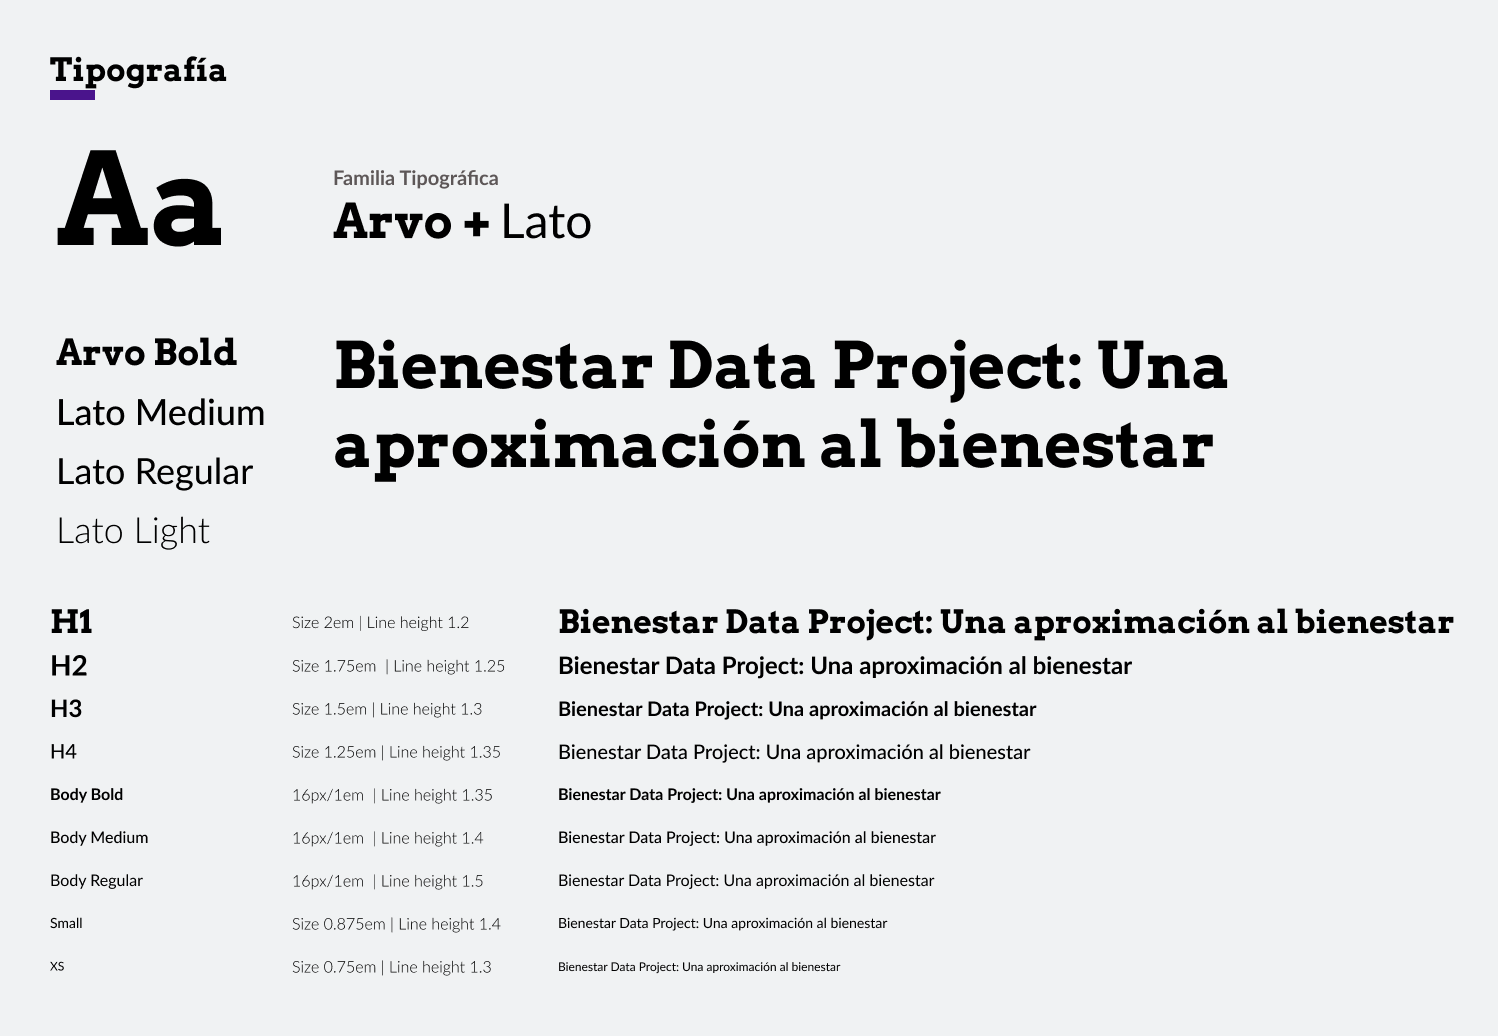 Tipografía
Aa
Familia Tipográfica
Arvo + Lato
Arvo Bold
Lato Medium
Lato Regular
Lato Light
Bienestar Data Project: Una
aproximación al bienestar
H1 Size 2em | Line height 1.2 Bienestar Data Project: Una aproximación al bienestar
H2 Size 1.75em | Line height 1.25 Bienestar Data Project: Una aproximación al bienestar
H3 Size 1.5em | Line height 1.3 Bienestar Data Project: Una aproximación al bienestar
H4 Size 1.25em | Line height 1.35 Bienestar Data Project: Una aproximación al bienestar
Body Bold 16px/1em | Line height 1.35 Bienestar Data Project: Una aproximación al bienestar
Body Medium 16px/1em | Line height 1.4 Bienestar Data Project: Una aproximación al bienestar
Body Regular 16px/1em | Line height 1.5 Bienestar Data Project: Una aproximación al bienestar
Small Size 0.875em | Line height 1.4 Bienestar Data Project: Una aproximación al bienestar
XS Size 0.75em | Line height 1.3 Bienestar Data Project: Una aproximación al bienestar